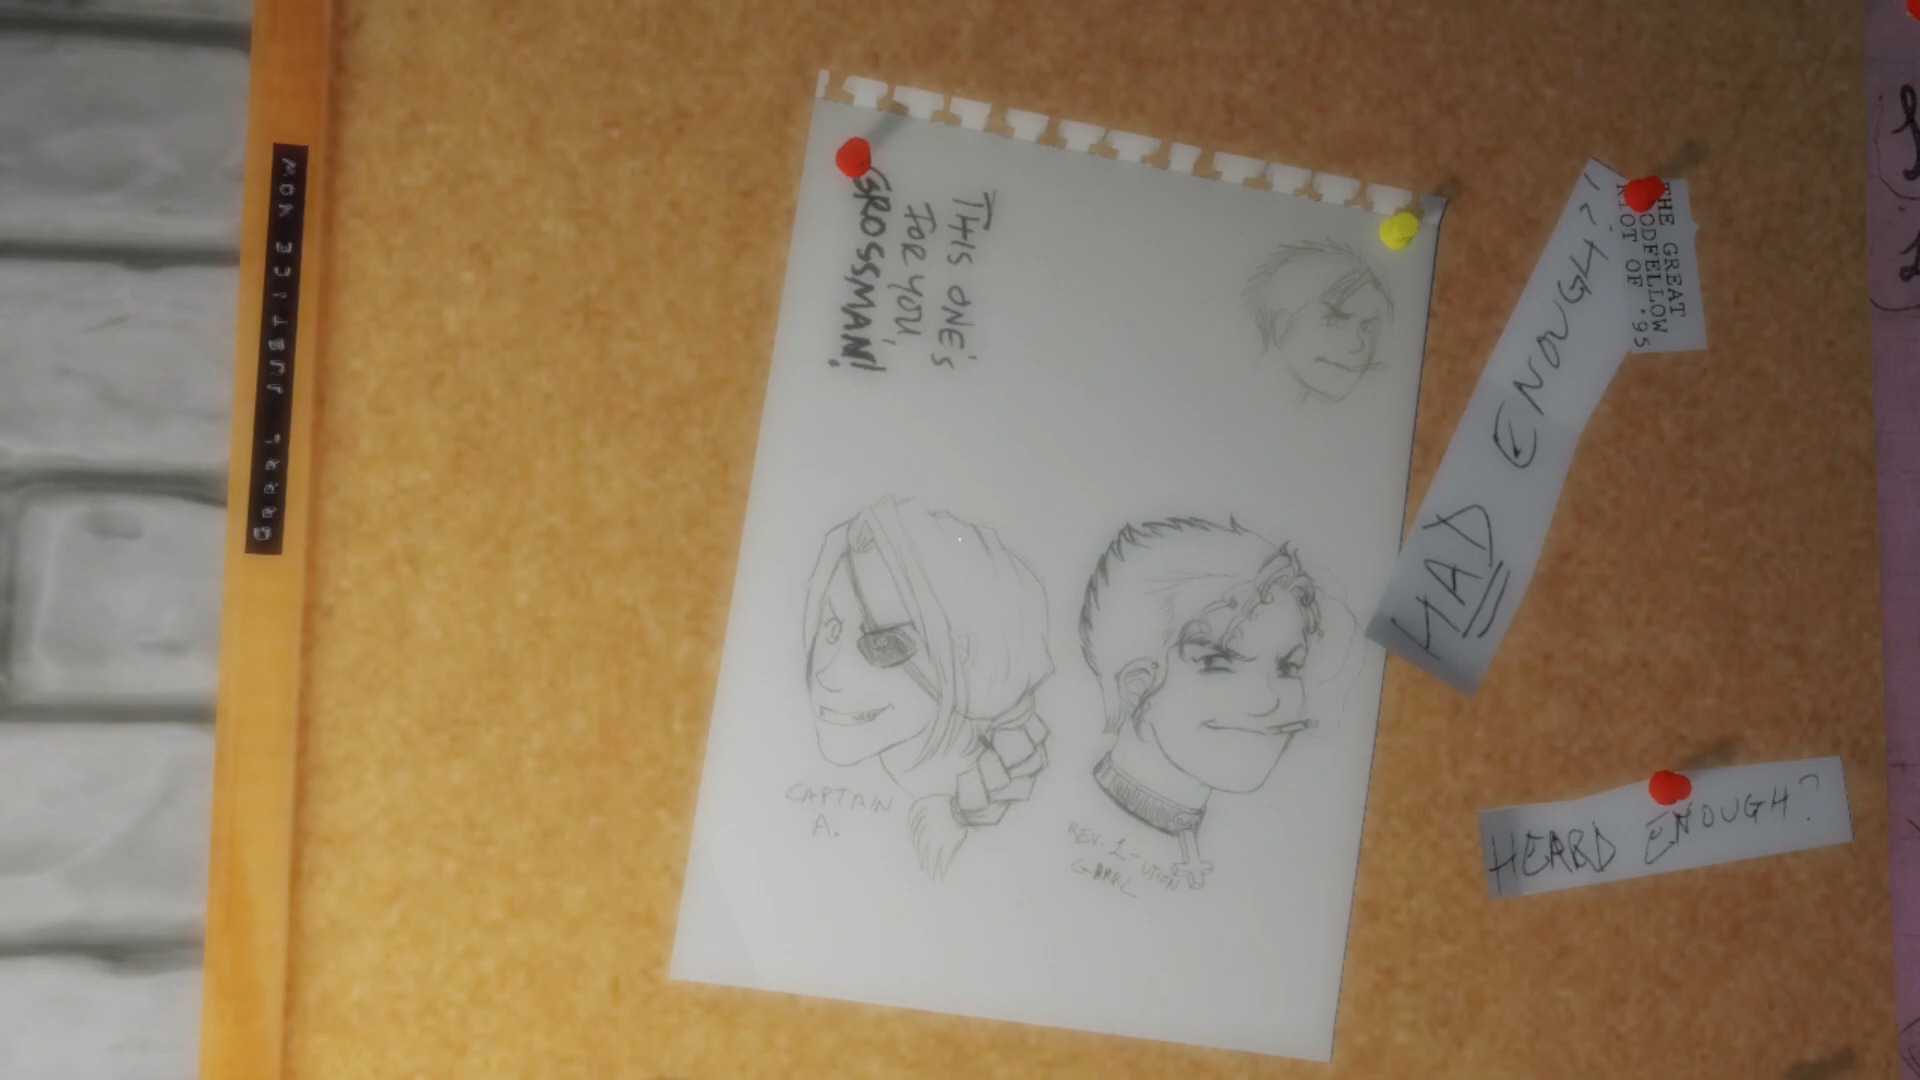 GRRRL JUSTICE NOW
THIS ONE'S
FOR YOU,
GROSSMAN!
CAPTAIN
A.
REV-L-UTION
GRRRL
THE GREAT
ODFELLOW
RIOT OF '95
HAD ENOUGH?
HEARD ENOUGH?